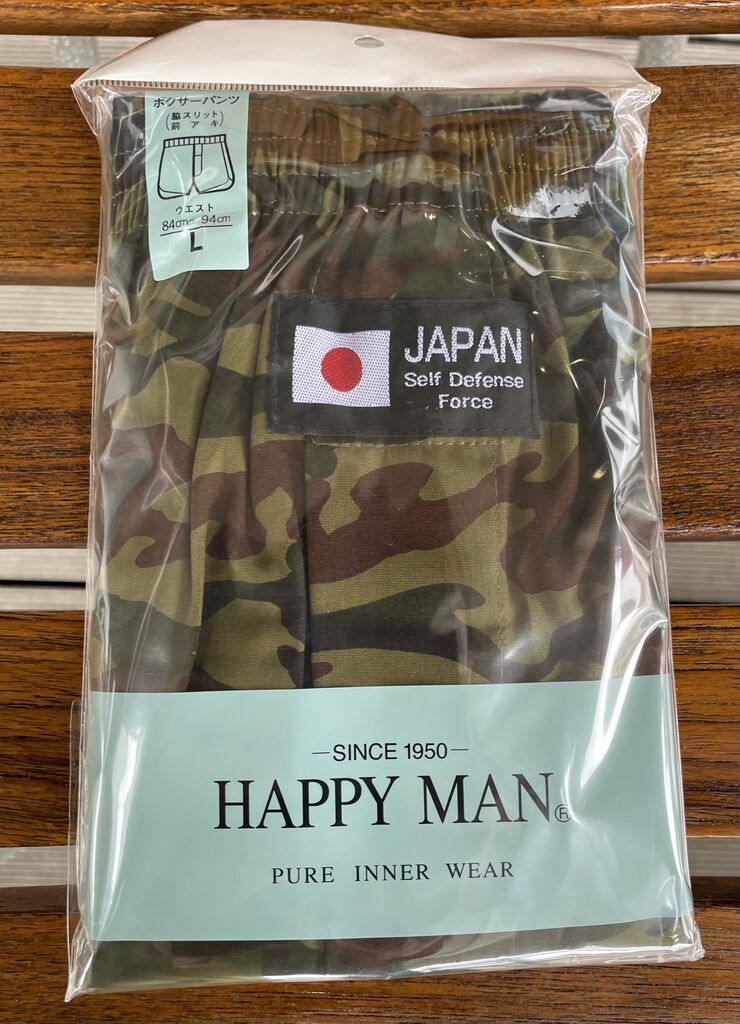 ボクサーパンツ
(脇スリット
前 ア キ)
ウエスト
84cm〜94cm
L
JAPAN
Self Defense
Force
—SINCE 1950—
HAPPY MAN®
PURE INNER WEAR